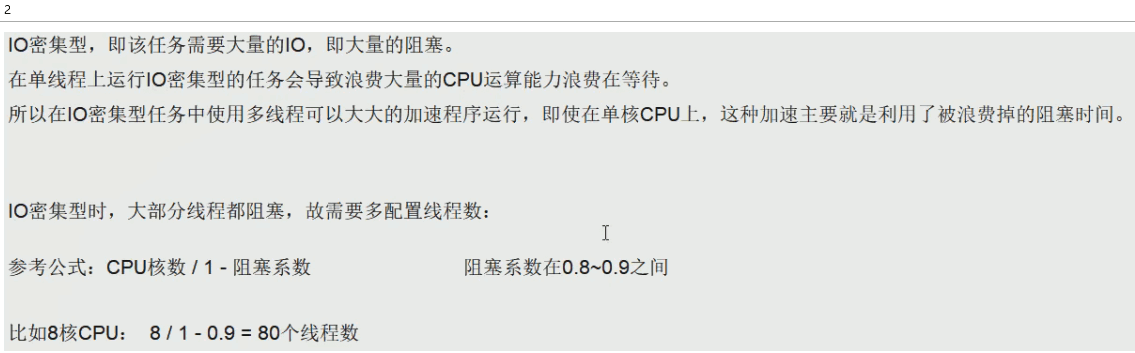 2
IO密集型，即该任务需要大量的IO，即大量的阻塞。
在单线程上运行IO密集型的任务会导致浪费大量的CPU运算能力浪费在等待。
所以在IO密集型任务中使用多线程可以大大的加速程序运行，即使在单核CPU上，这种加速主要就是利用了被浪费掉的阻塞时间。
IO密集型时，大部分线程都阻塞，故需要多配置线程数：
参考公式：CPU核数 / 1 - 阻塞系数 阻塞系数在0.8~0.9之间
比如8核CPU： 8 / 1 - 0.9 = 80个线程数